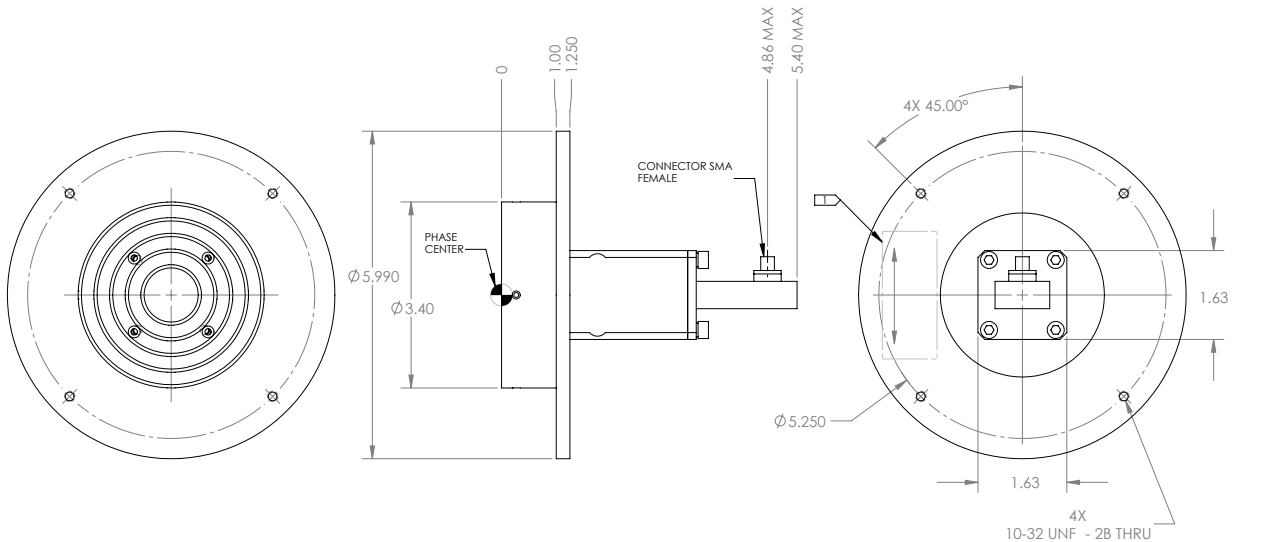 0
1.00
1.250
4.86 MAX
5.40 MAX
4X 45.00°
CONNECTOR SMA
FEMALE
1
PHASE
CENTER
Ø5.990
Ø3.40
1.63
Ø5.250
1.63
4X
10-32 UNF - 2B THRU